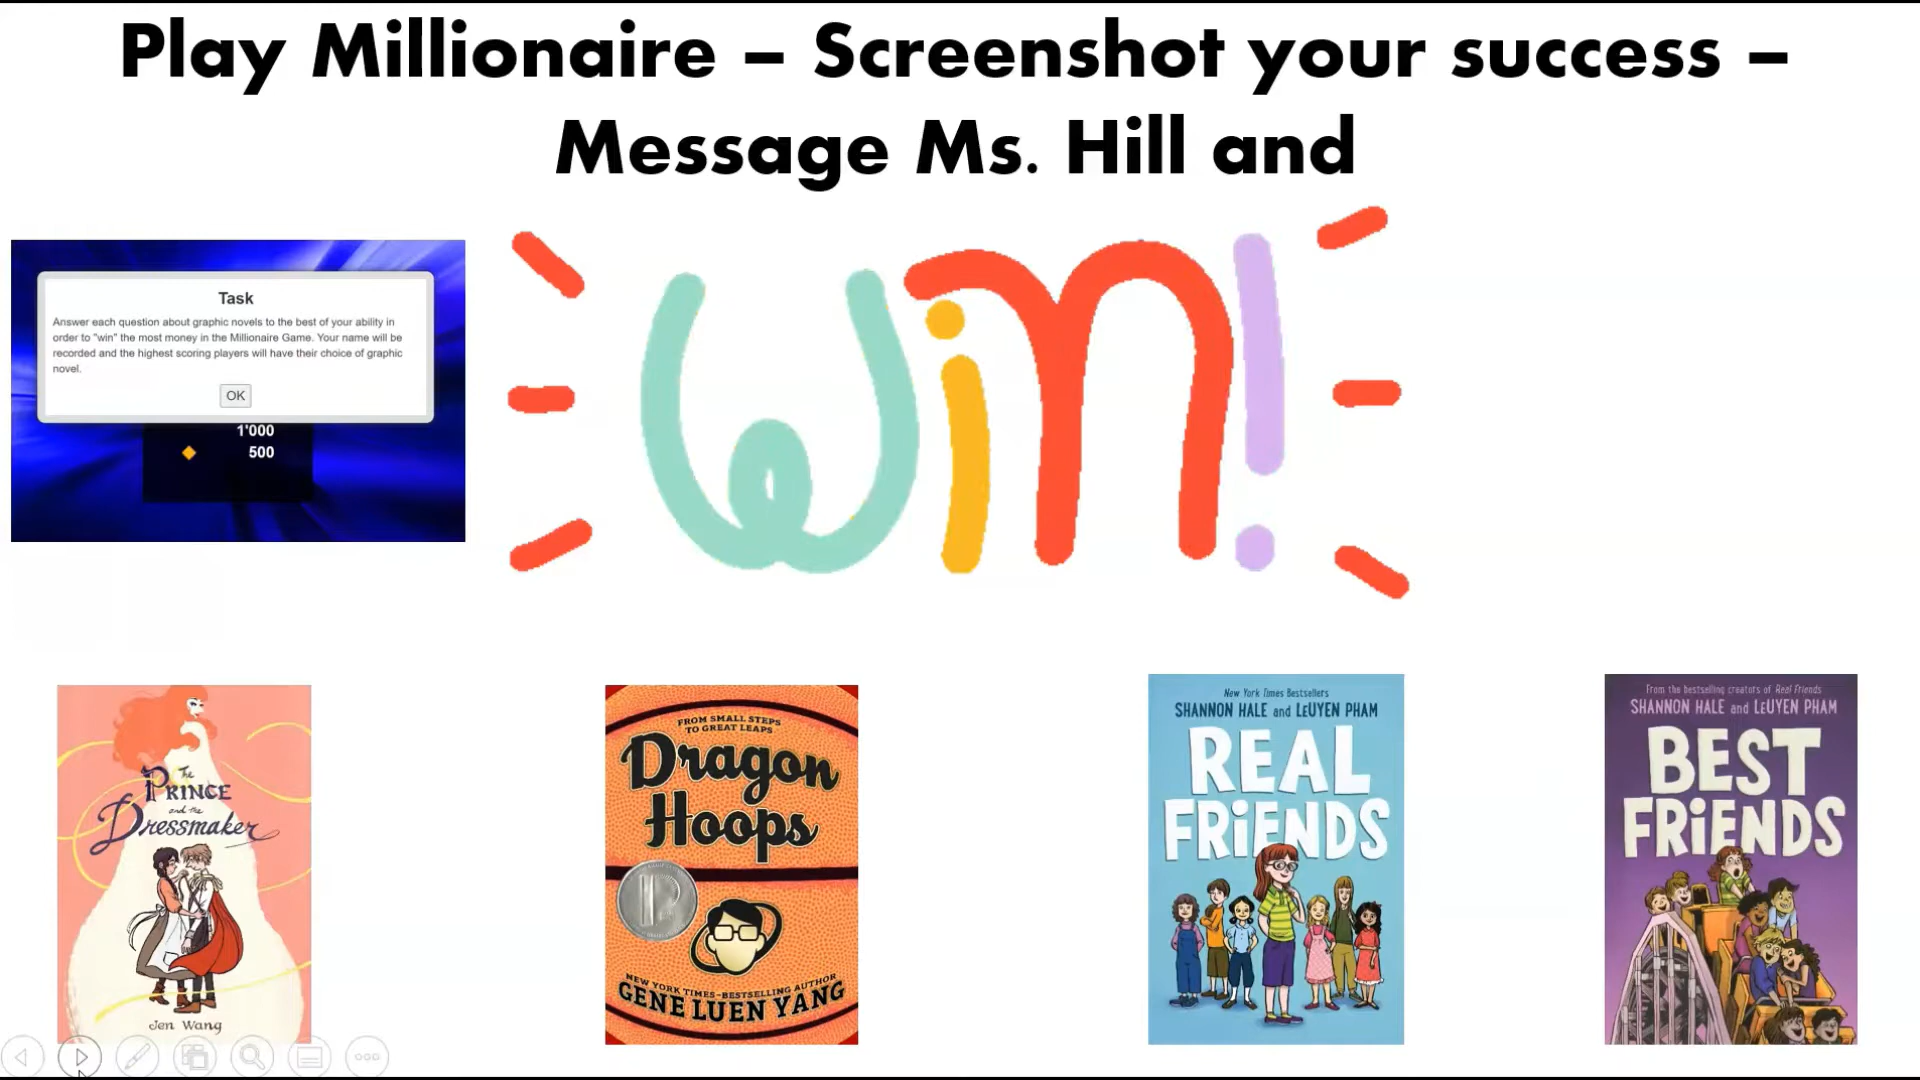 Play Millionaire – Screenshot your success –
Message Ms. Hill and
win!
Task
Answer each question about graphic novels to the best of your ability in
order to "win" the most money in the Millionaire Game. Your name will be
recorded and the highest scoring players will have their choice of graphic
novel.
OK
1'000
500
The
PRINCE
and the
Dressmaker
Jen Wang
FROM SMALL STEPS
TO GREAT LEAPS
Dragon
Hoops
P
NEW YORK TIMES-BESTSELLING AUTHOR
GENE LUEN YANG
New York Times Bestsellers
SHANNON HALE and LEUYEN PHAM
REAL
FRiENDS
From the bestselling creators of Real Friends
SHANNON HALE and LEUYEN PHAM
BEST
FRiENDS